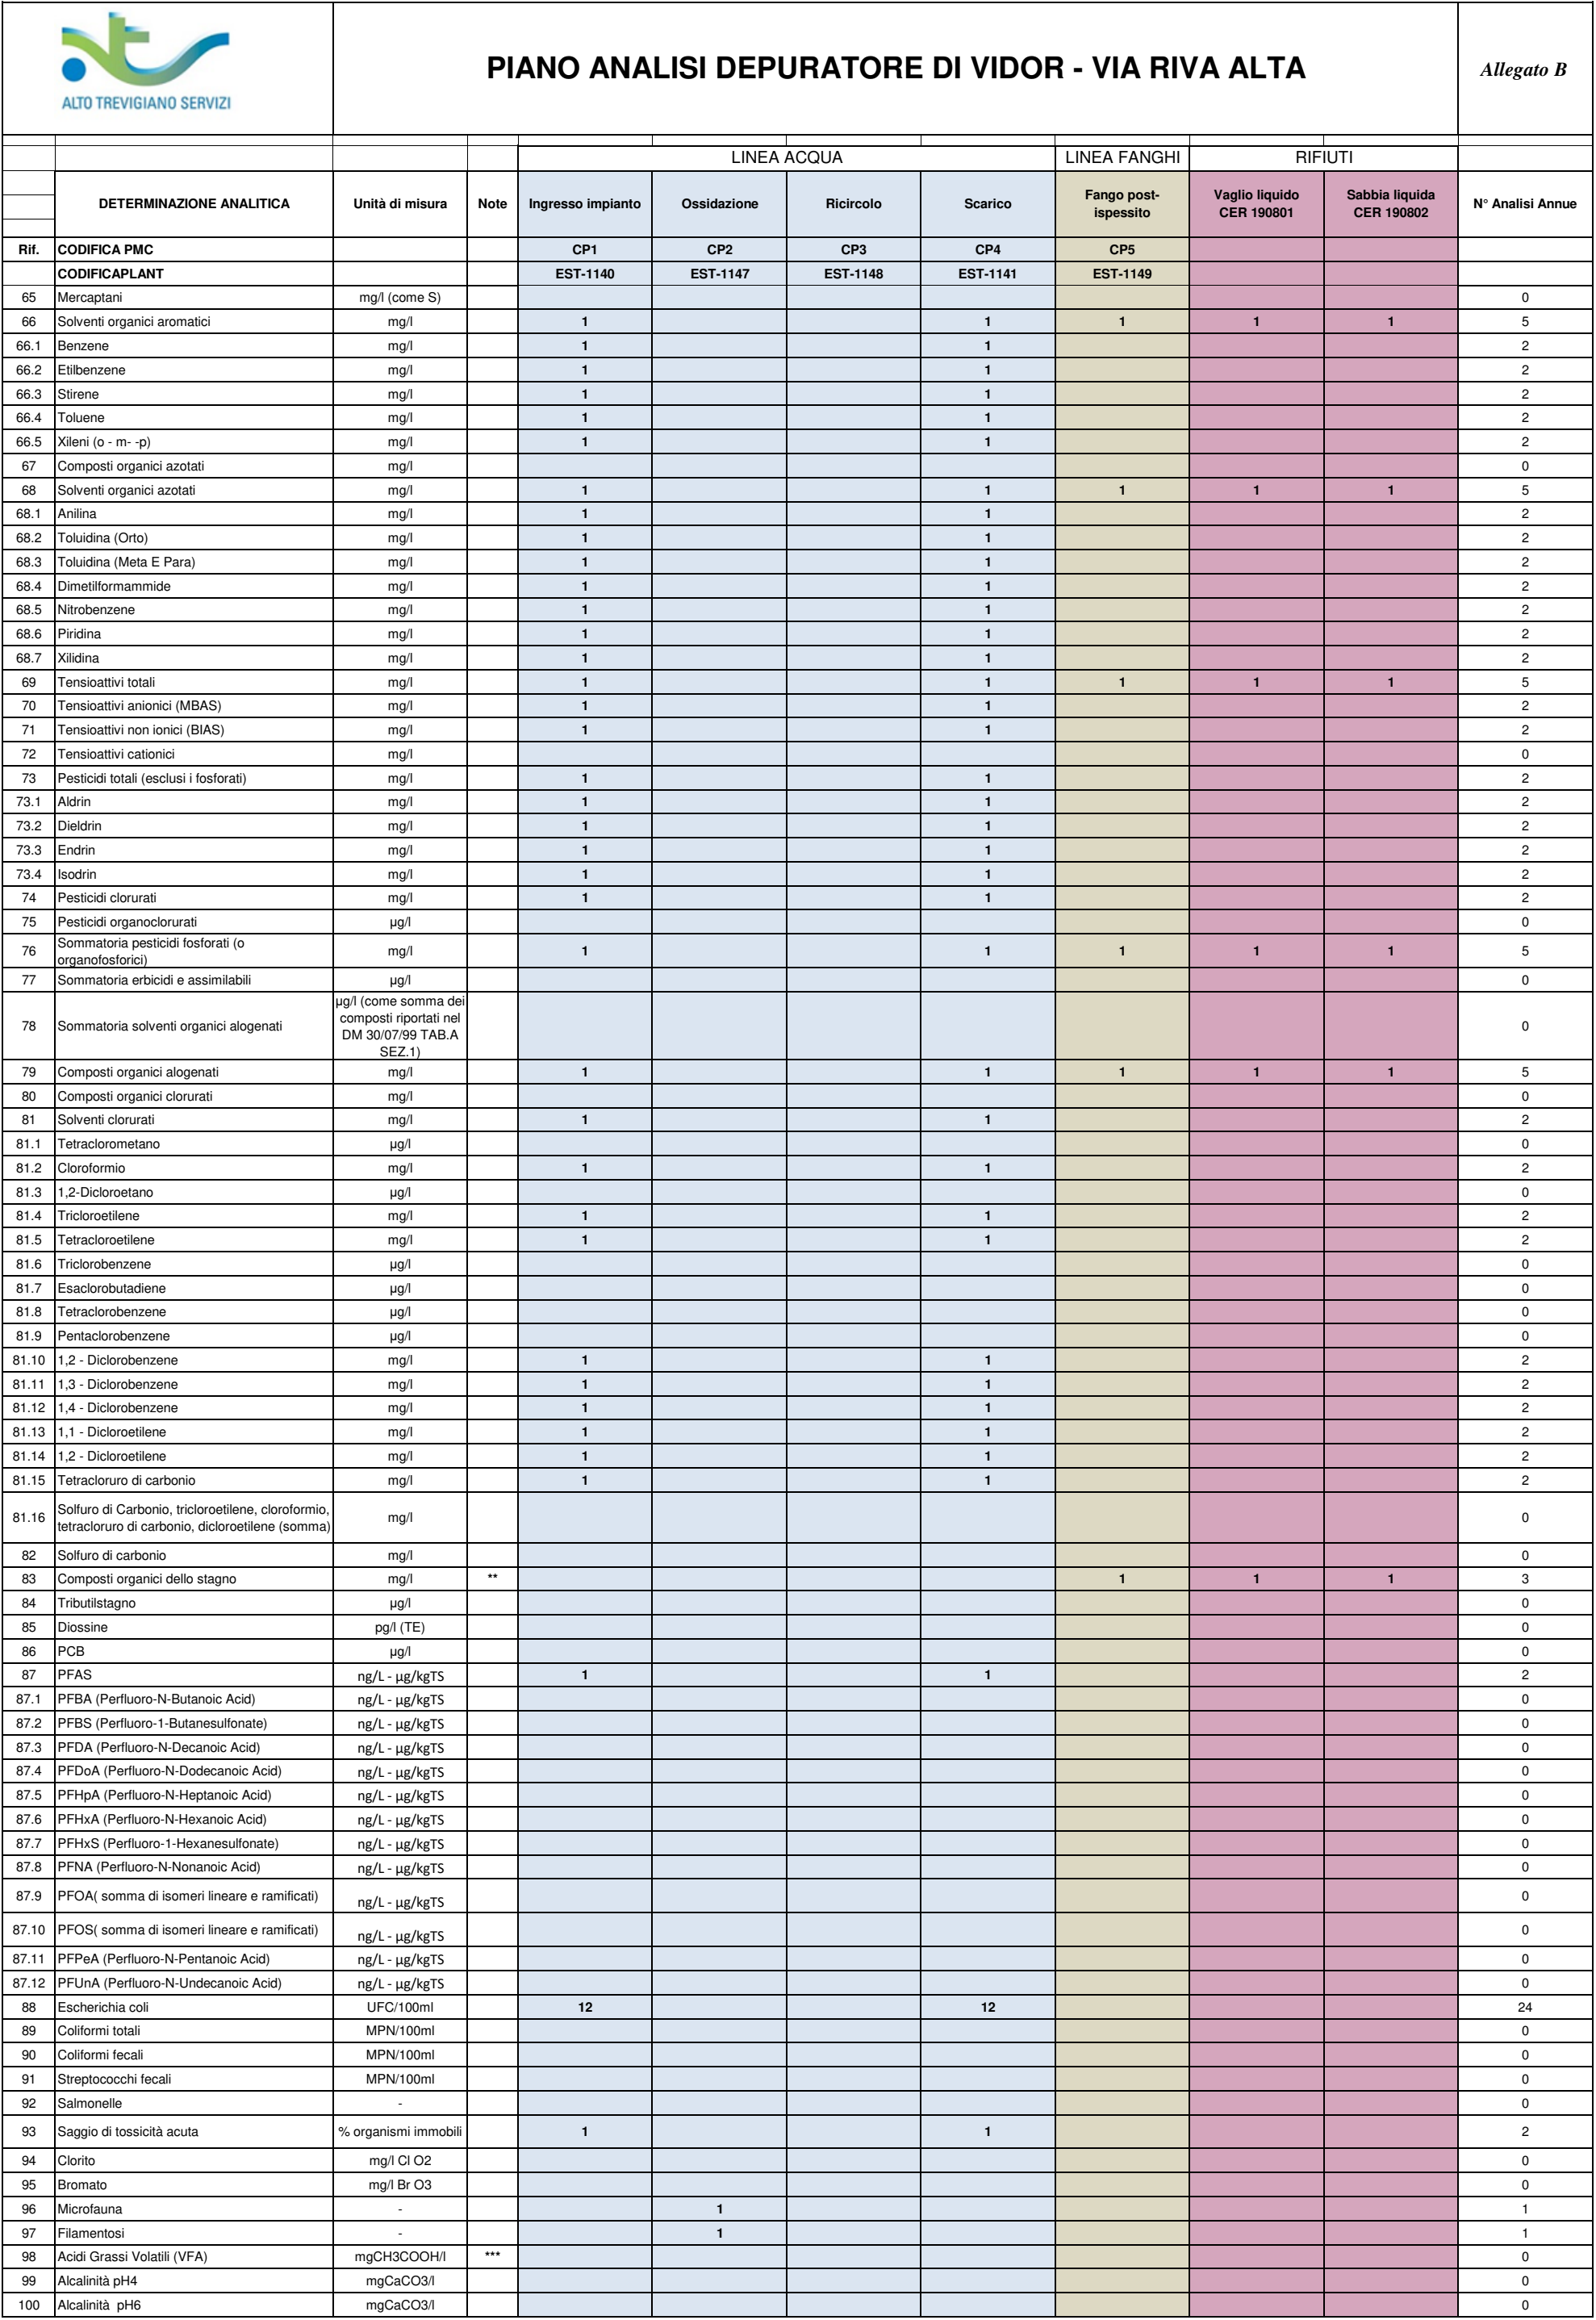 ALTO TREVIGIANO SERVIZI
PIANO ANALISI DEPURATORE DI VIDOR - VIA RIVA ALTA
Allegato B
LINEA ACQUA LINEA FANGHI RIFIUTI
DETERMINAZIONE ANALITICA Unità di misura Note Ingresso impianto Ossidazione Ricircolo Scarico Fango post-ispessito Vaglio liquido CER 190801 Sabbia liquida CER 190802 N° Analisi Annue
Rif. CODIFICA PMC CP1 CP2 CP3 CP4 CP5
CODIFICAPLANT EST-1140 EST-1147 EST-1148 EST-1141 EST-1149
65 Mercaptani mg/l (come S) 0
66 Solventi organici aromatici mg/l 1 1 1 1 1 5
66.1 Benzene mg/l 1 1 2
66.2 Etilbenzene mg/l 1 1 2
66.3 Stirene mg/l 1 1 2
66.4 Toluene mg/l 1 1 2
66.5 Xileni (o - m- -p) mg/l 1 1 2
67 Composti organici azotati mg/l 0
68 Solventi organici azotati mg/l 1 1 1 1 1 5
68.1 Anilina mg/l 1 1 2
68.2 Toluidina (Orto) mg/l 1 1 2
68.3 Toluidina (Meta E Para) mg/l 1 1 2
68.4 Dimetilformammide mg/l 1 1 2
68.5 Nitrobenzene mg/l 1 1 2
68.6 Piridina mg/l 1 1 2
68.7 Xilidina mg/l 1 1 2
69 Tensioattivi totali mg/l 1 1 1 1 1 5
70 Tensioattivi anionici (MBAS) mg/l 1 1 2
71 Tensioattivi non ionici (BIAS) mg/l 1 1 2
72 Tensioattivi cationici mg/l 0
73 Pesticidi totali (esclusi i fosforati) mg/l 1 1 2
73.1 Aldrin mg/l 1 1 2
73.2 Dieldrin mg/l 1 1 2
73.3 Endrin mg/l 1 1 2
73.4 Isodrin mg/l 1 1 2
74 Pesticidi clorurati mg/l 1 1 2
75 Pesticidi organoclorurati µg/l 0
76 Sommatoria pesticidi fosforati (o organofosforici) mg/l 1 1 1 1 1 5
77 Sommatoria erbicidi e assimilabili µg/l 0
78 Sommatoria solventi organici alogenati µg/l (come somma dei composti riportati nel DM 30/07/99 TAB.A SEZ.1) 0
79 Composti organici alogenati mg/l 1 1 1 1 1 5
80 Composti organici clorurati mg/l 0
81 Solventi clorurati mg/l 1 1 2
81.1 Tetraclorometano µg/l 0
81.2 Cloroformio mg/l 1 1 2
81.3 1,2-Dicloroetano µg/l 0
81.4 Tricloroetilene mg/l 1 1 2
81.5 Tetracloroetilene mg/l 1 1 2
81.6 Triclorobenzene µg/l 0
81.7 Esaclorobutadiene µg/l 0
81.8 Tetraclorobenzene µg/l 0
81.9 Pentaclorobenzene µg/l 0
81.10 1,2 - Diclorobenzene mg/l 1 1 2
81.11 1,3 - Diclorobenzene mg/l 1 1 2
81.12 1,4 - Diclorobenzene mg/l 1 1 2
81.13 1,1 - Dicloroetilene mg/l 1 1 2
81.14 1,2 - Dicloroetilene mg/l 1 1 2
81.15 Tetracloruro di carbonio mg/l 1 1 2
81.16 Solfuro di Carbonio, tricloroetilene, cloroformio, tetracloruro di carbonio, dicloroetilene (somma) mg/l 0
82 Solfuro di carbonio mg/l 0
83 Composti organici dello stagno mg/l ** 1 1 1 3
84 Tributilstagno µg/l 0
85 Diossine pg/l (TE) 0
86 PCB µg/l 0
87 PFAS ng/L - µg/kgTS 1 1 2
87.1 PFBA (Perfluoro-N-Butanoic Acid) ng/L - µg/kgTS 0
87.2 PFBS (Perfluoro-1-Butanesulfonate) ng/L - µg/kgTS 0
87.3 PFDA (Perfluoro-N-Decanoic Acid) ng/L - µg/kgTS 0
87.4 PFDoA (Perfluoro-N-Dodecanoic Acid) ng/L - µg/kgTS 0
87.5 PFHpA (Perfluoro-N-Heptanoic Acid) ng/L - µg/kgTS 0
87.6 PFHxA (Perfluoro-N-Hexanoic Acid) ng/L - µg/kgTS 0
87.7 PFHxS (Perfluoro-1-Hexanesulfonate) ng/L - µg/kgTS 0
87.8 PFNA (Perfluoro-N-Nonanoic Acid) ng/L - µg/kgTS 0
87.9 PFOA( somma di isomeri lineare e ramificati) ng/L - µg/kgTS 0
87.10 PFOS( somma di isomeri lineare e ramificati) ng/L - µg/kgTS 0
87.11 PFPeA (Perfluoro-N-Pentanoic Acid) ng/L - µg/kgTS 0
87.12 PFUnA (Perfluoro-N-Undecanoic Acid) ng/L - µg/kgTS 0
88 Escherichia coli UFC/100ml 12 12 24
89 Coliformi totali MPN/100ml 0
90 Coliformi fecali MPN/100ml 0
91 Streptococchi fecali MPN/100ml 0
92 Salmonelle - 0
93 Saggio di tossicità acuta % organismi immobili 1 1 2
94 Clorito mg/l Cl O2 0
95 Bromato mg/l Br O3 0
96 Microfauna - 1 1
97 Filamentosi - 1 1
98 Acidi Grassi Volatili (VFA) mgCH3COOH/l *** 0
99 Alcalinità pH4 mgCaCO3/l 0
100 Alcalinità pH6 mgCaCO3/l 0